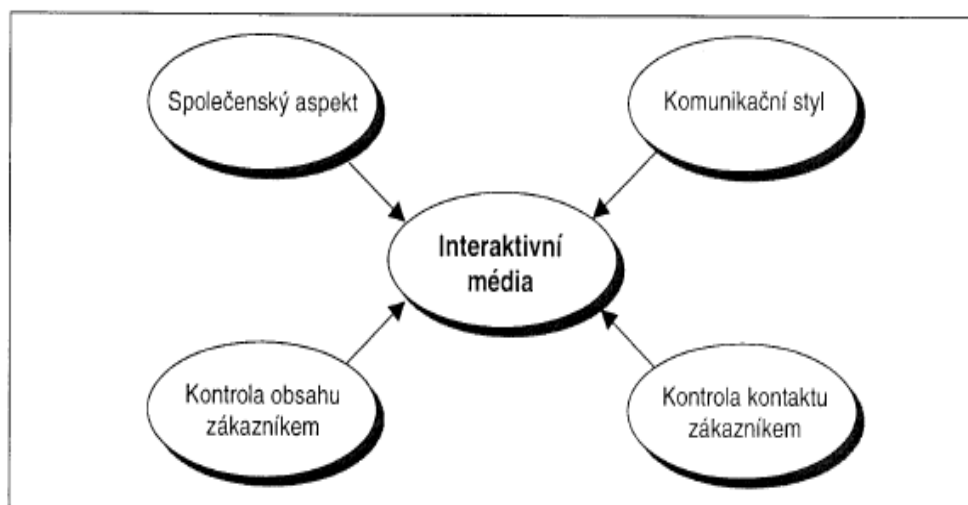 Společenský aspekt
Komunikační styl
Interaktivní
média
Kontrola obsahu
zákazníkem
Kontrola kontaktu
zákazníkem